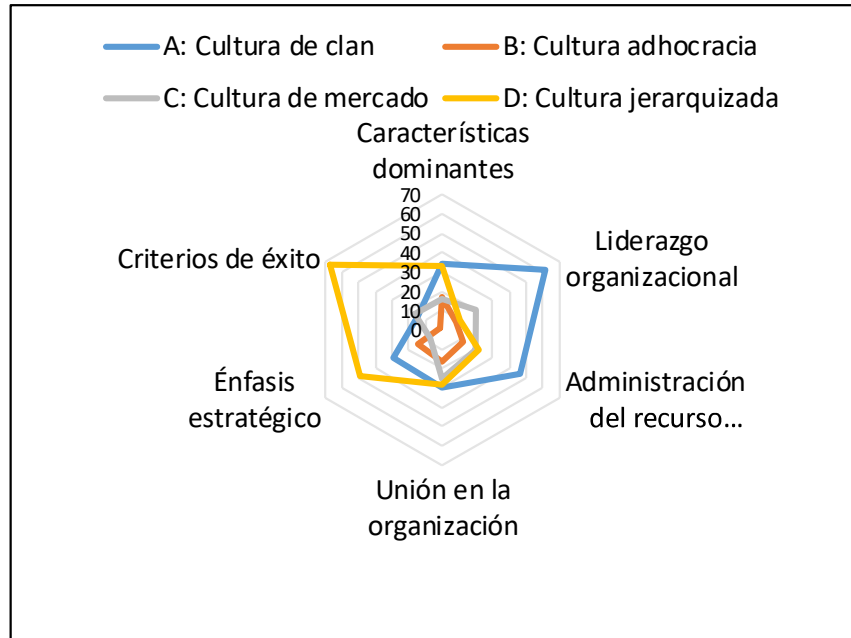 A: Cultura de clan
B: Cultura adhocracia
C: Cultura de mercado
D: Cultura jerarquizada
Características
dominantes
70
60
50
40
30
20
10
0
Liderazgo
organizacional
Administración
del recurso...
Unión en la
organización
Énfasis
estratégico
Criterios de éxito